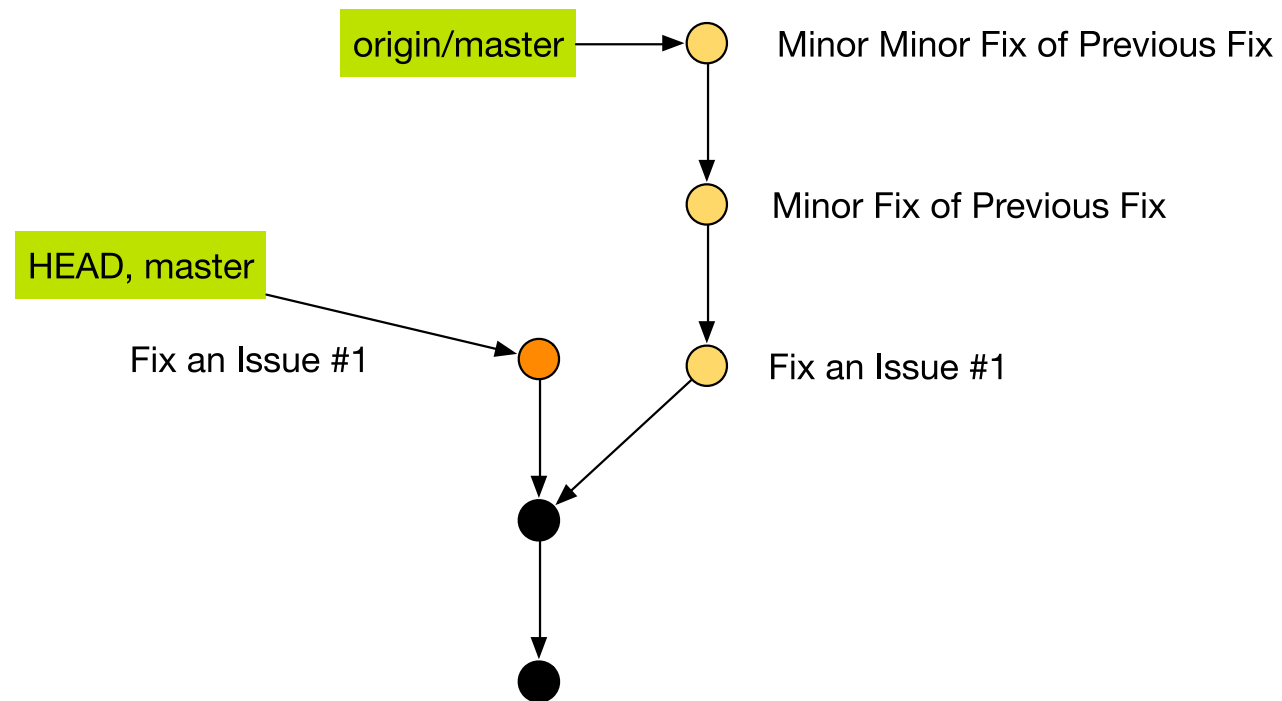 origin/master
Minor Minor Fix of Previous Fix
Minor Fix of Previous Fix
HEAD, master
Fix an Issue #1
Fix an Issue #1